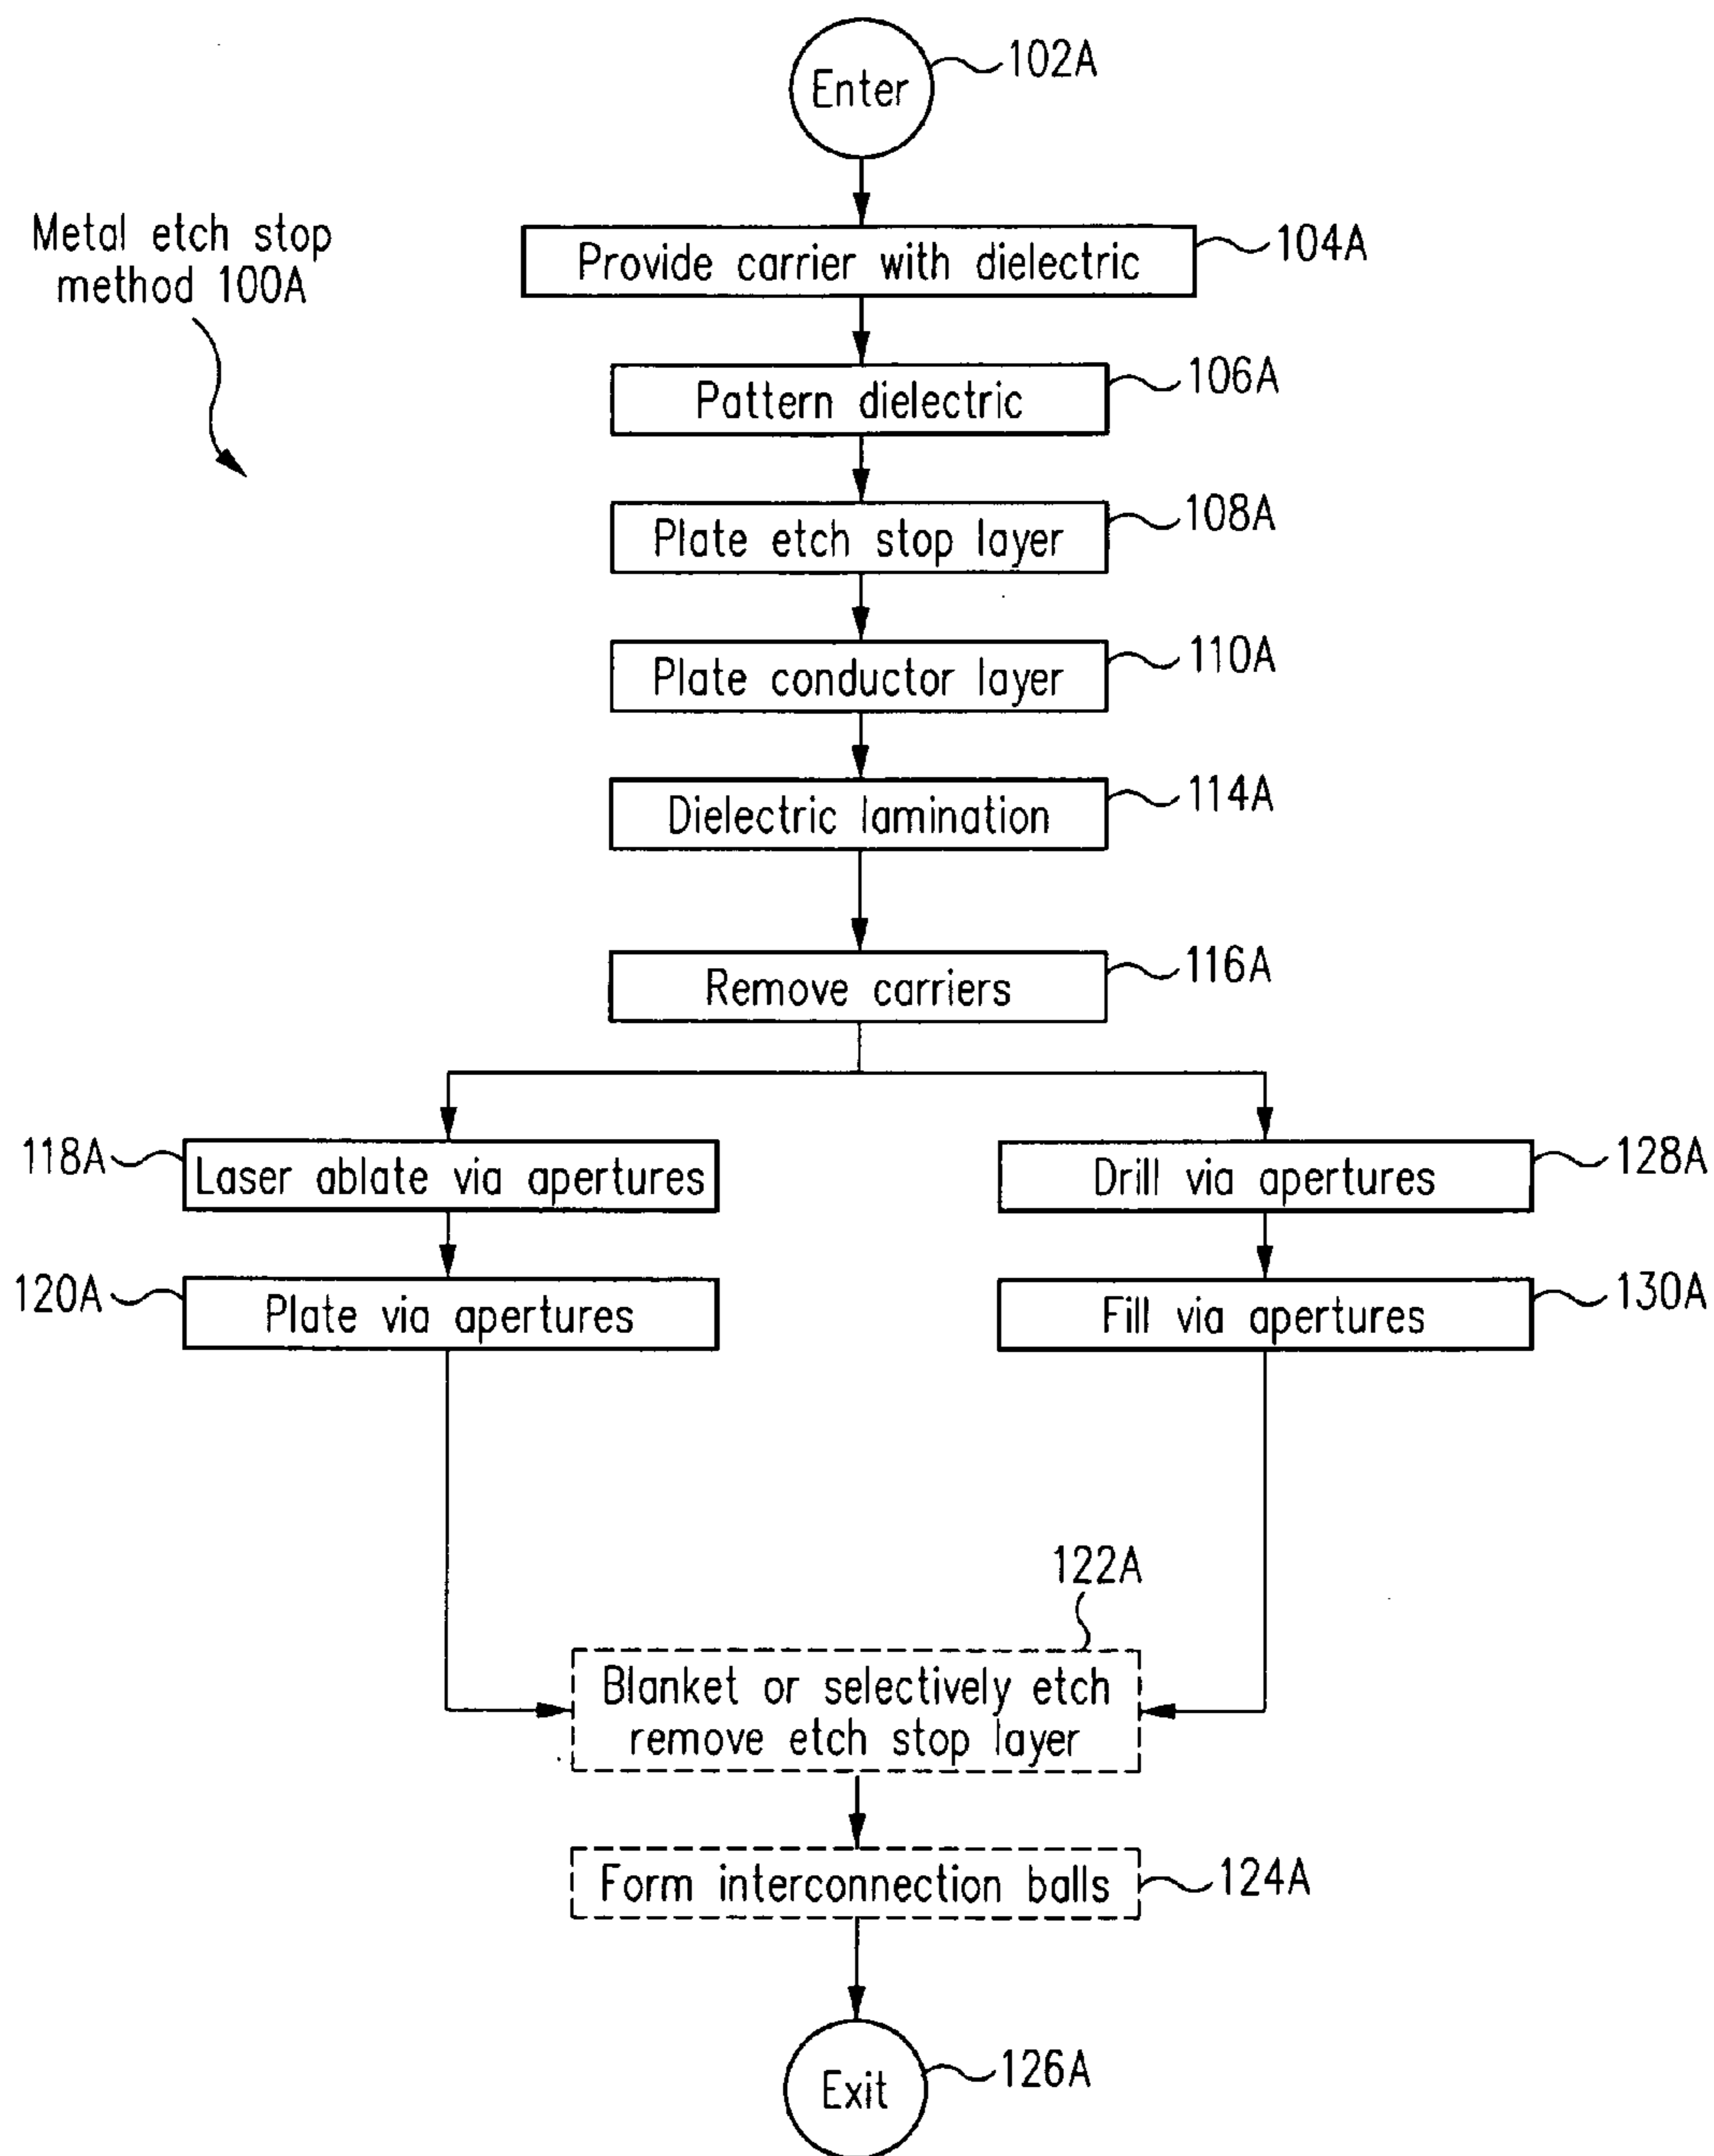 Enter
102A
Metal etch stop
method 100A
Provide carrier with dielectric
104A
Pattern dielectric
106A
Plate etch stop layer
108A
Plate conductor layer
110A
Dielectric lamination
114A
Remove carriers
116A
118A
Laser ablate via apertures
Drill via apertures
128A
120A
Plate via apertures
Fill via apertures
130A
122A
Blanket or selectively etch
remove etch stop layer
Form interconnection balls
124A
Exit
126A